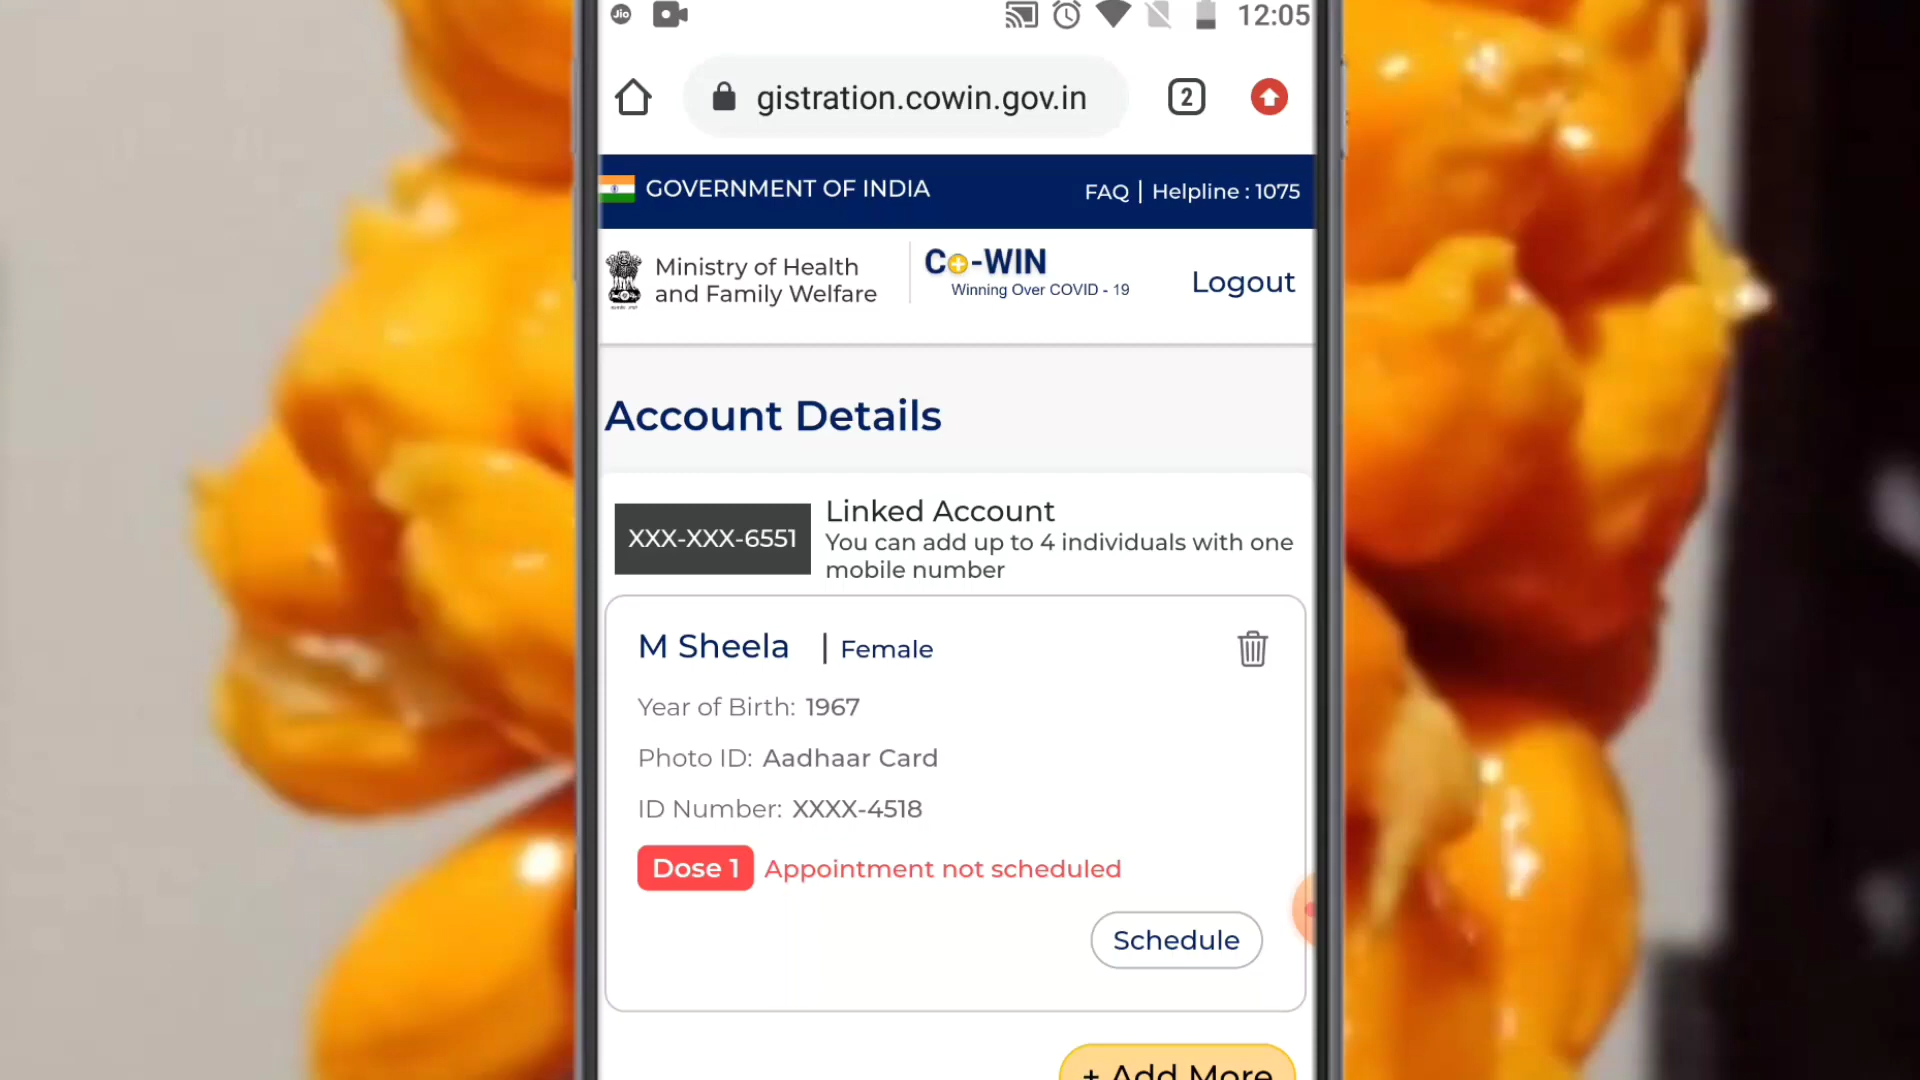 Jio 12:05
gistration.cowin.gov.in 2
GOVERNMENT OF INDIA FAQ | Helpline : 1075
Ministry of Health
and Family Welfare
Co-WIN
Winning Over COVID - 19
Logout
Account Details
XXX-XXX-6551
Linked Account
You can add up to 4 individuals with one
mobile number
M Sheela | Female
Year of Birth: 1967
Photo ID: Aadhaar Card
ID Number: XXXX-4518
Dose 1 Appointment not scheduled
Schedule
+ Add More